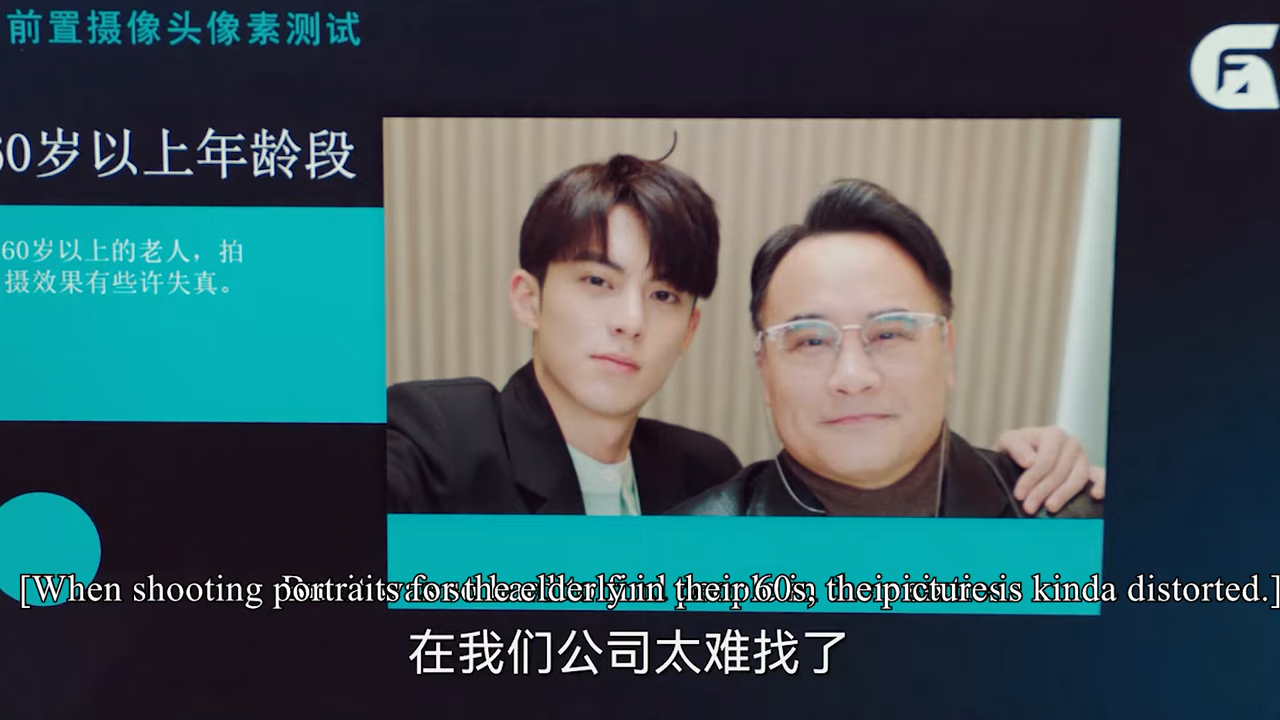 前置摄像头像素测试
60岁以上年龄段
60岁以上的老人，拍
摄效果有些许失真。
[When shooting portraits for the elderly in their 60s, the picture is kinda distorted.]
在我们公司太难找了